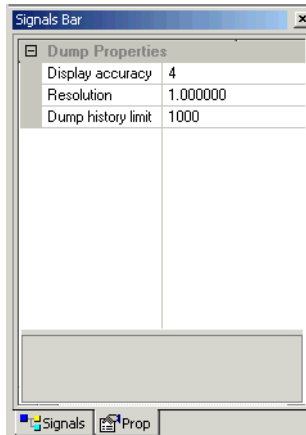 Signals Bar
Dump Properties
Display accuracy 4
Resolution 1.000000
Dump history limit 1000
Signals Prop